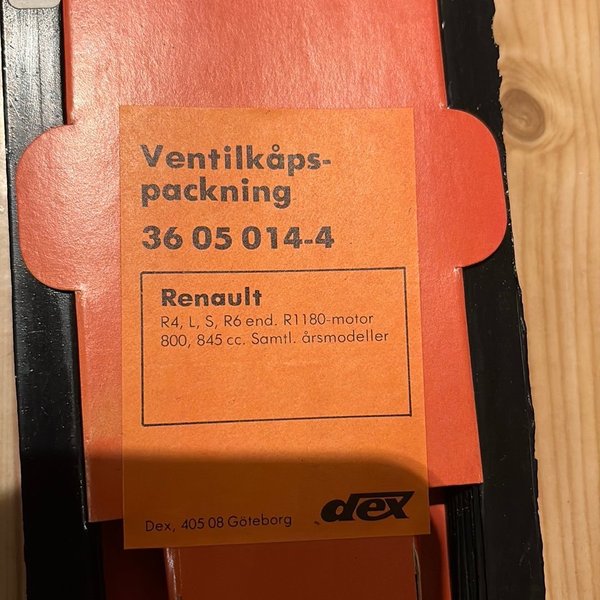 Ventilkåps-
packning
36 05 014-4
Renault
R4, L, S, R6 end. R1180-motor
800, 845 cc. Samtl. årsmodeller
Dex, 405 08 Göteborg
dex